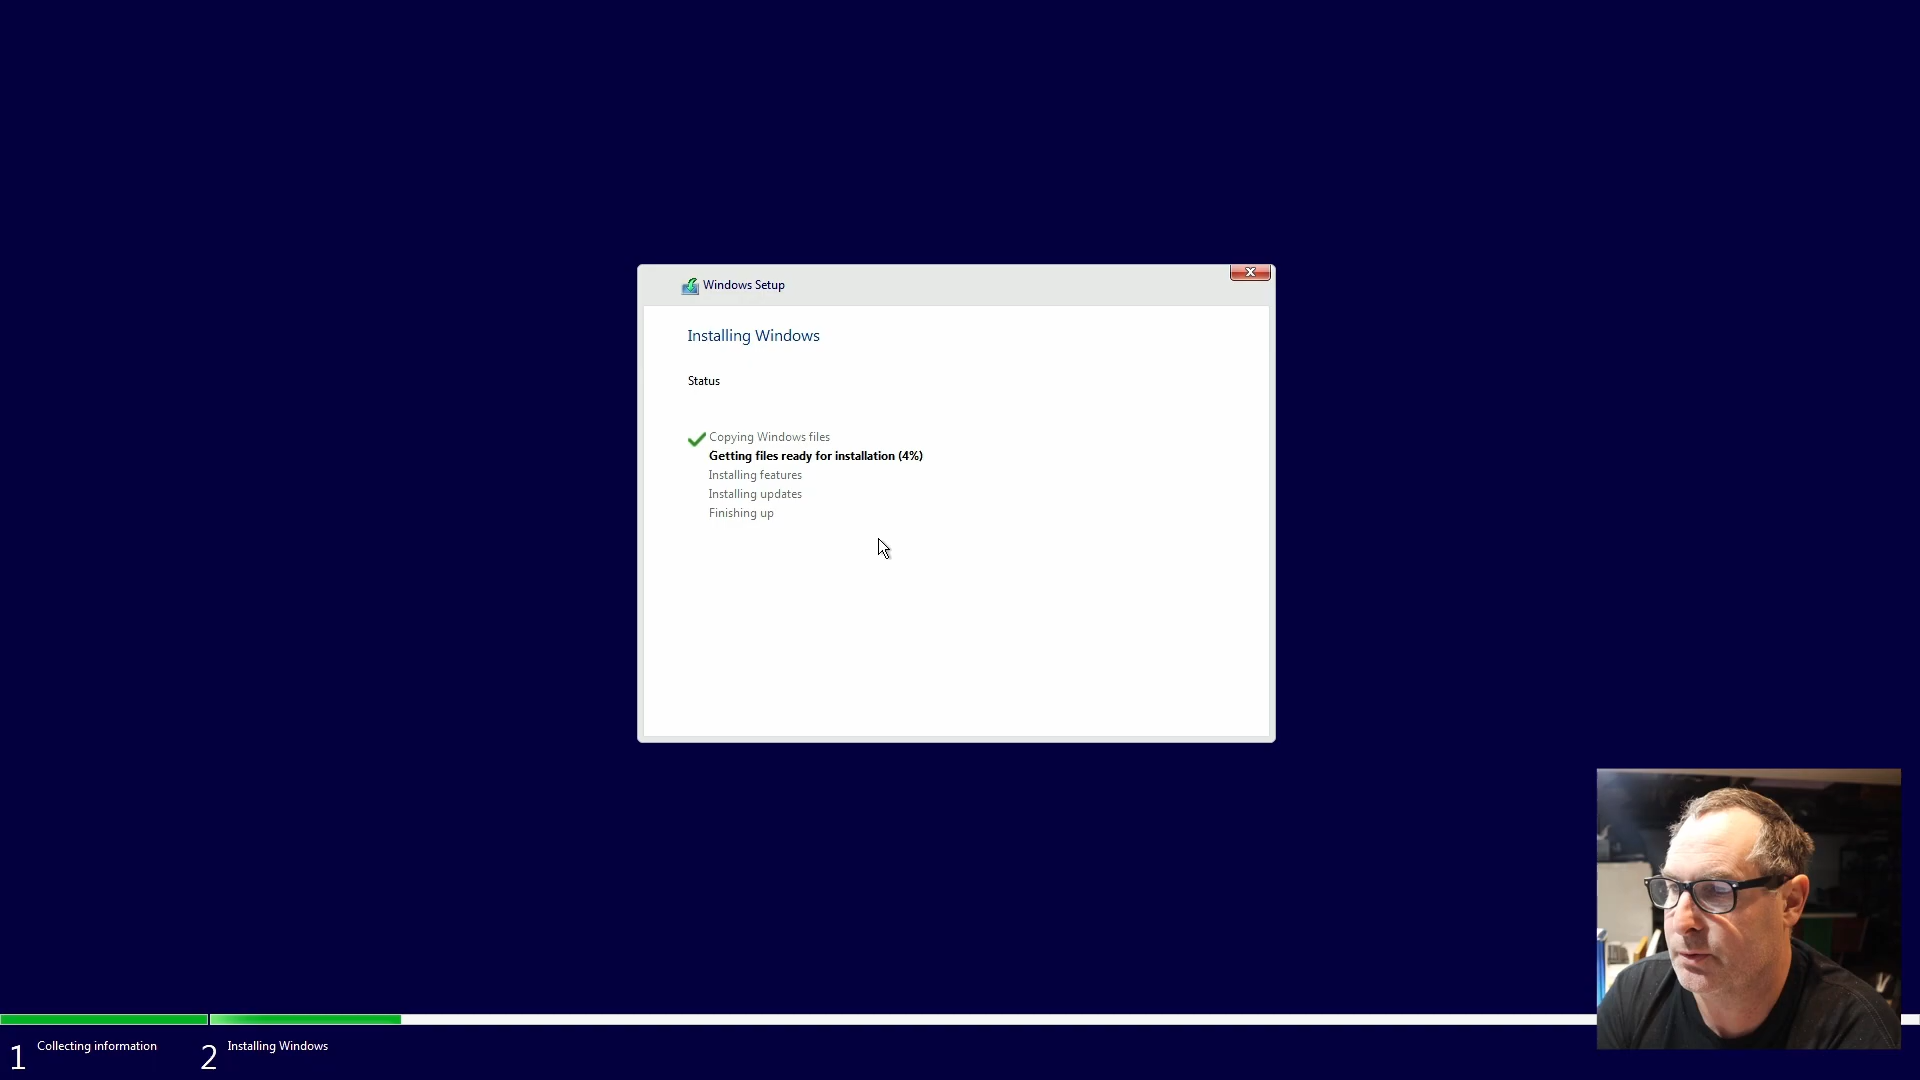 Windows Setup
Installing Windows
Status
Copying Windows files
Getting files ready for installation (4%)
Installing features
Installing updates
Finishing up
1 Collecting information
2 Installing Windows